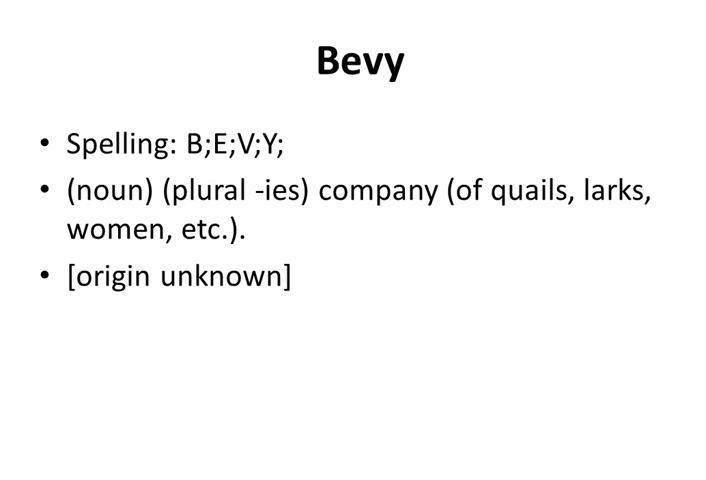 Bevy
• Spelling: B;E;V;Y;
• (noun) (plural -ies) company (of quails, larks,
women, etc.).
• [origin unknown]